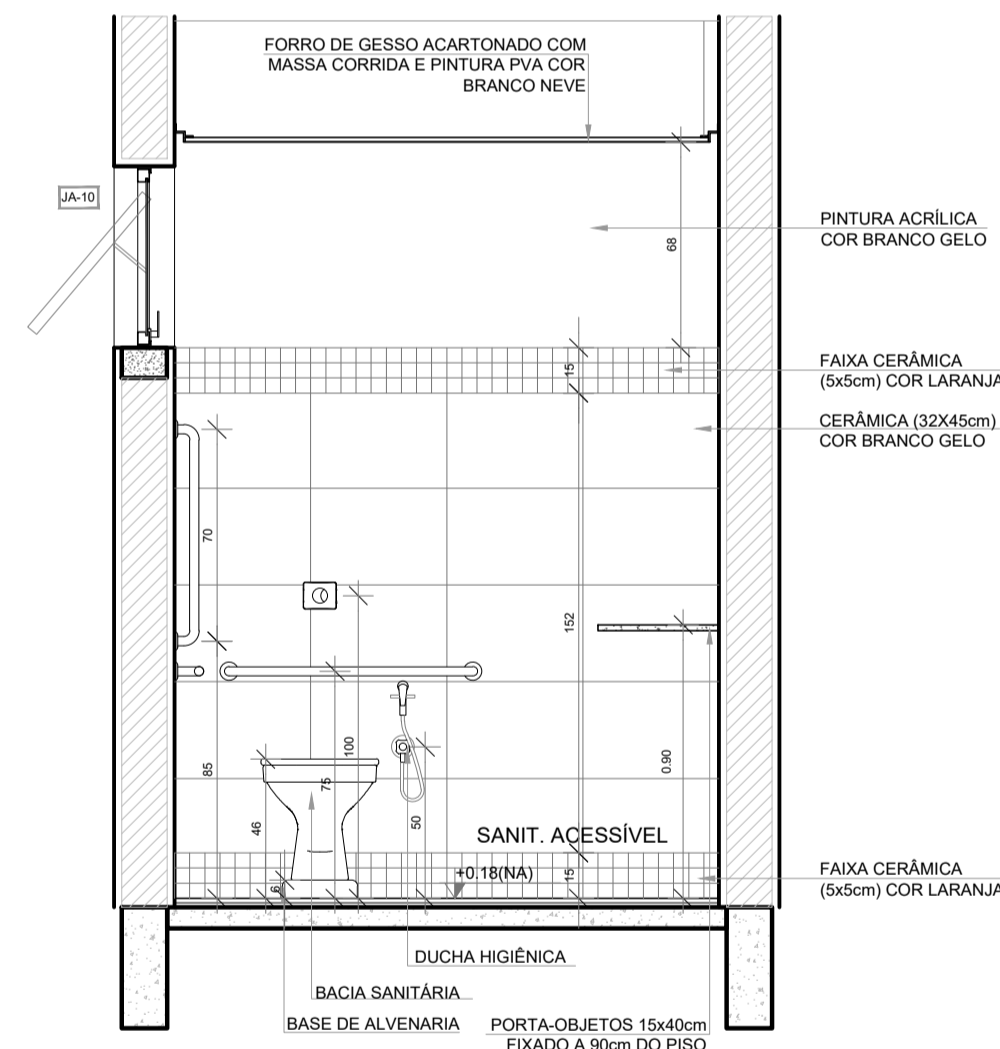 FORRO DE GESSO ACARTONADO COM
MASSA CORRIDA E PINTURA PVA COR
BRANCO NEVE
JA-10
PINTURA ACRÍLICA
COR BRANCO GELO
68
FAIXA CERÂMICA
(5x5cm) COR LARANJA
15
CERÂMICA (32X45cm)
COR BRANCO GELO
70
152
85
100
75
46
50
0.90
SANIT. ACESSÍVEL
+0.18(NA)
15
6
FAIXA CERÂMICA
(5x5cm) COR LARANJA
DUCHA HIGIÊNICA
BACIA SANITÁRIA
BASE DE ALVENARIA
PORTA-OBJETOS 15x40cm
FIXADO A 90cm DO PISO